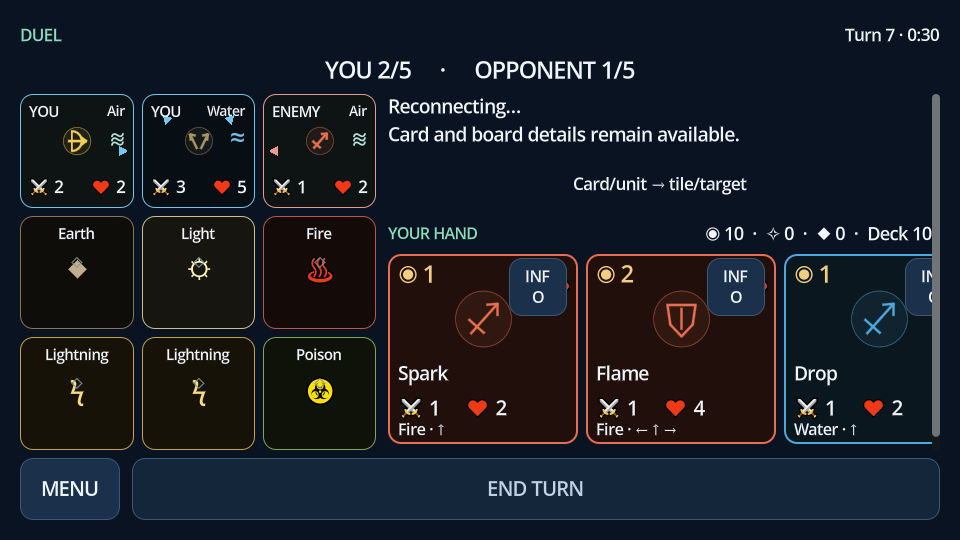 DUEL
Turn 7 · 0:30
YOU 2/5 · OPPONENT 1/5
YOU Air
2 2
YOU Water
3 5
ENEMY Air
1 2
Earth
Light
Fire
Lightning
Lightning
Poison
Reconnecting...
Card and board details remain available.
Card/unit → tile/target
YOUR HAND
◉ 10 · ✧ 0 · ◆ 0 · Deck 10
◉ 1
INF
O
Spark
1 2
Fire · ↑
◉ 2
INF
O
Flame
1 4
Fire · ← ↑ →
◉ 1
Drop
1 2
Water · ↑
MENU
END TURN